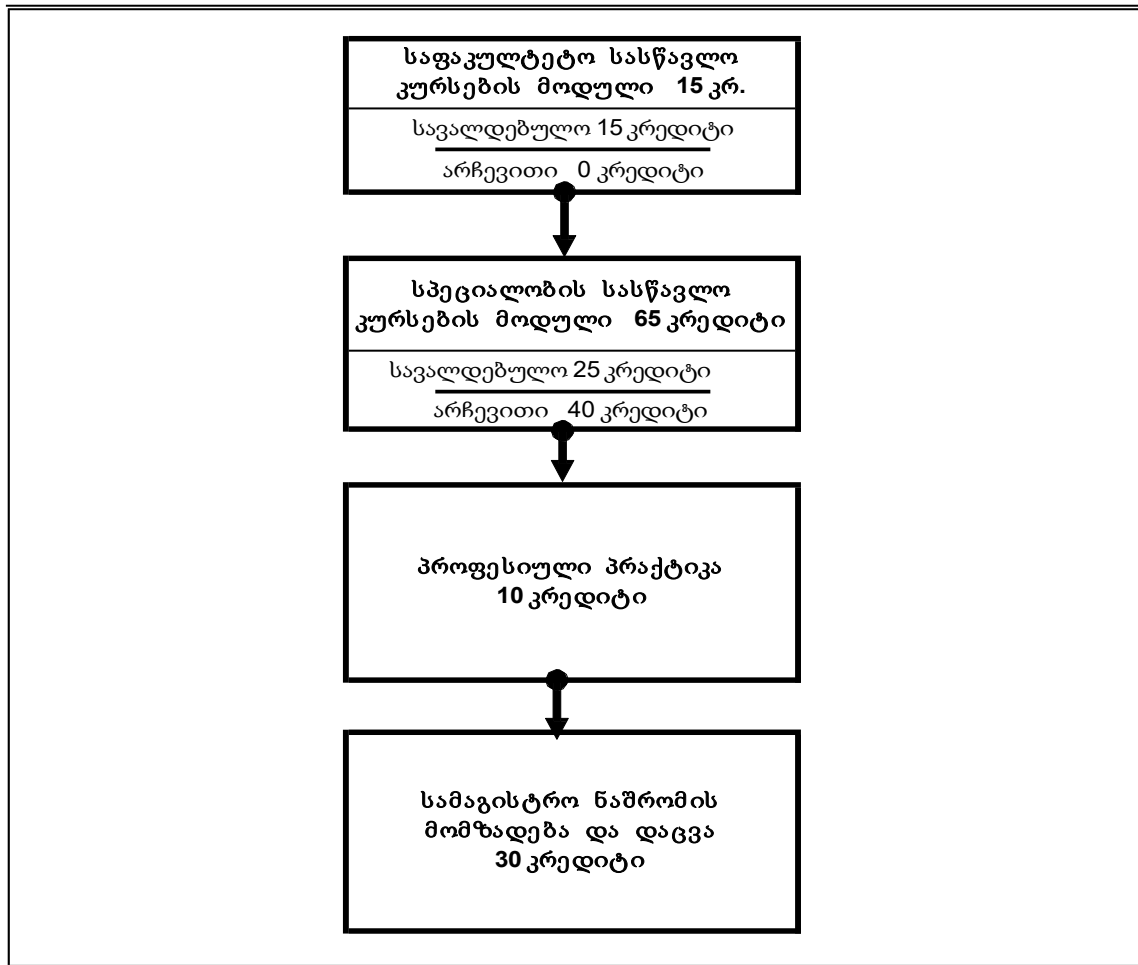 საფაკულტეტო სასწავლო
კურსების მოდული 15 კრ.
სავალდებულო 15 კრედიტი
არჩევითი 0 კრედიტი
სპეციალობის სასწავლო
კურსების მოდული 65 კრედიტი
სავალდებულო 25 კრედიტი
არჩევითი 40 კრედიტი
პროფესიული პრაქტიკა
10 კრედიტი
სამაგისტრო ნაშრომის
მომზადება და დაცვა
30 კრედიტი